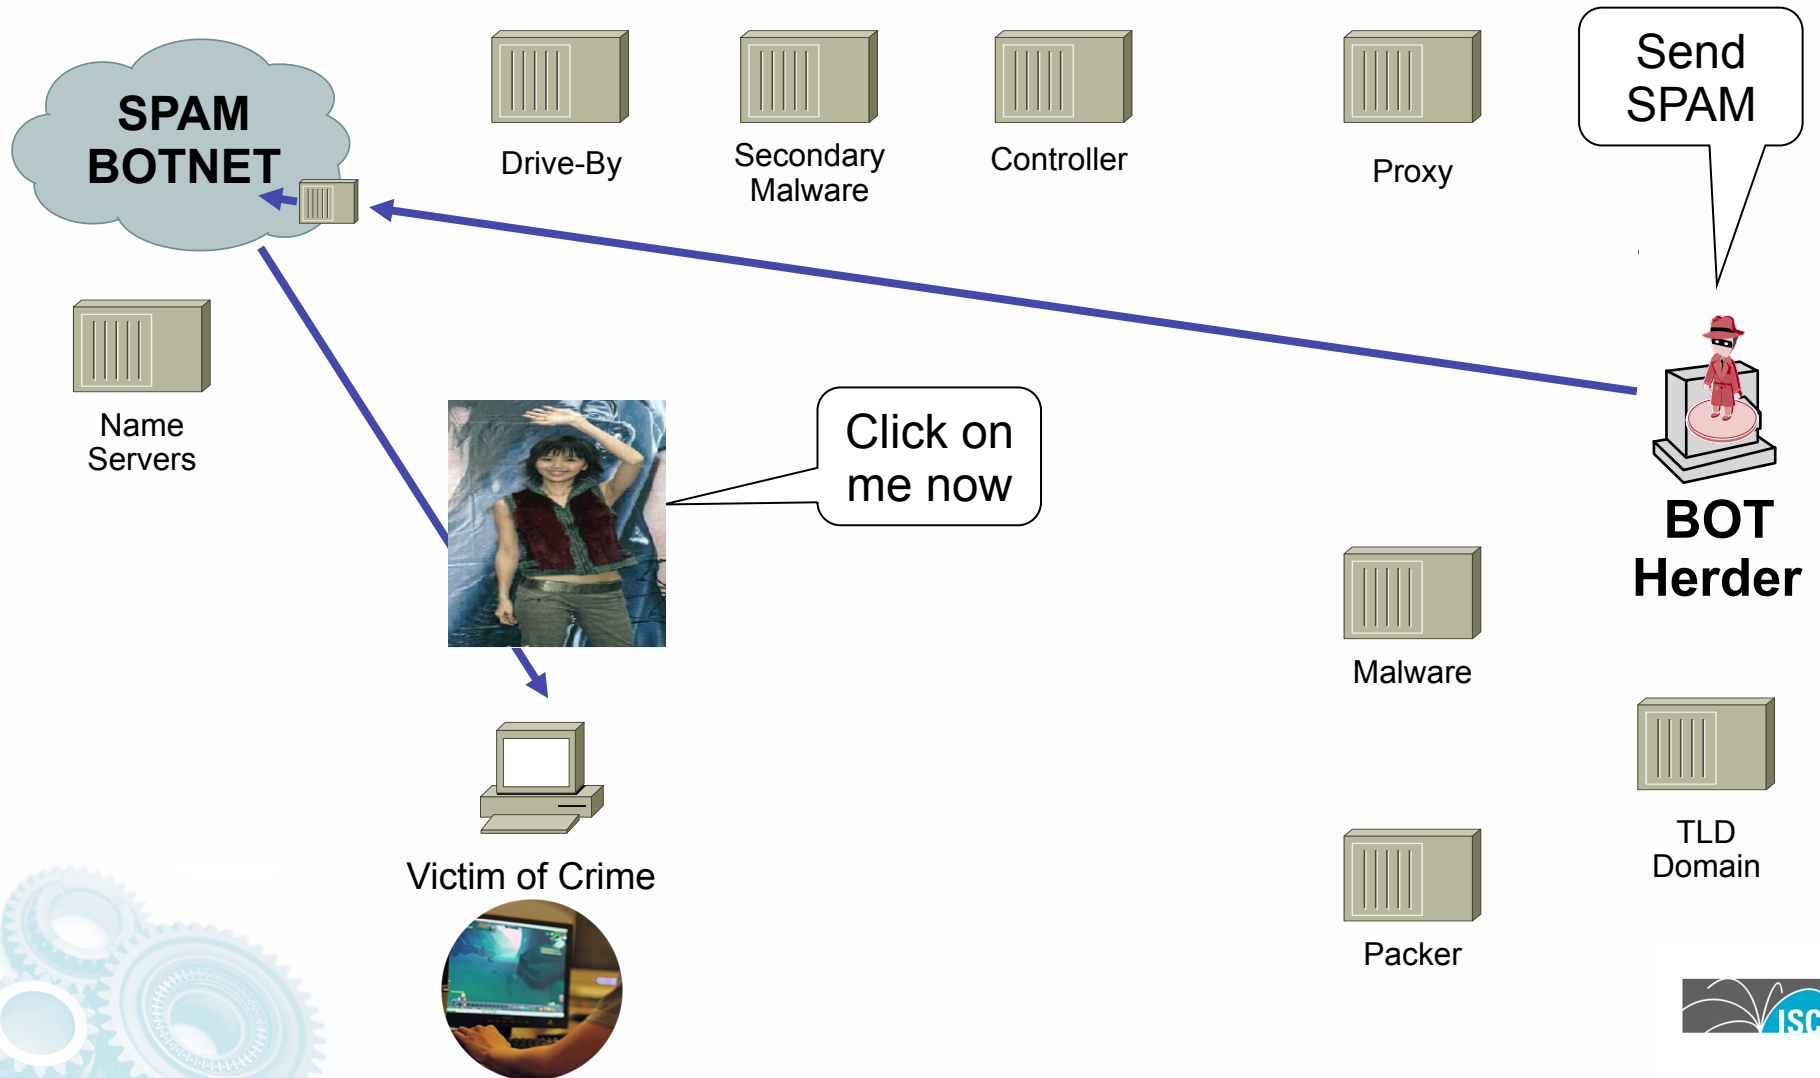 SPAM
BOTNET
Drive-By
Secondary
Malware
Controller
Proxy
Send
SPAM
Name
Servers
Click on
me now
BOT
Herder
Malware
TLD
Domain
Victim of Crime
Packer
ISC